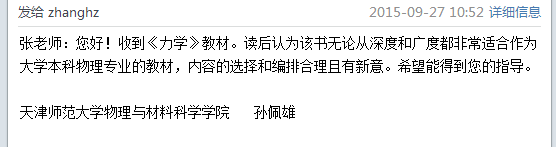 发给 zhanghz 2015-09-27 10:52 详细信息
张老师：您好！收到《力学》教材。读后认为该书无论从深度和广度都非常适合作为
大学本科物理专业的教材，内容的选择和编排合理且有新意。希望能得到您的指导。
天津师范大学物理与材料科学学院 孙佩雄